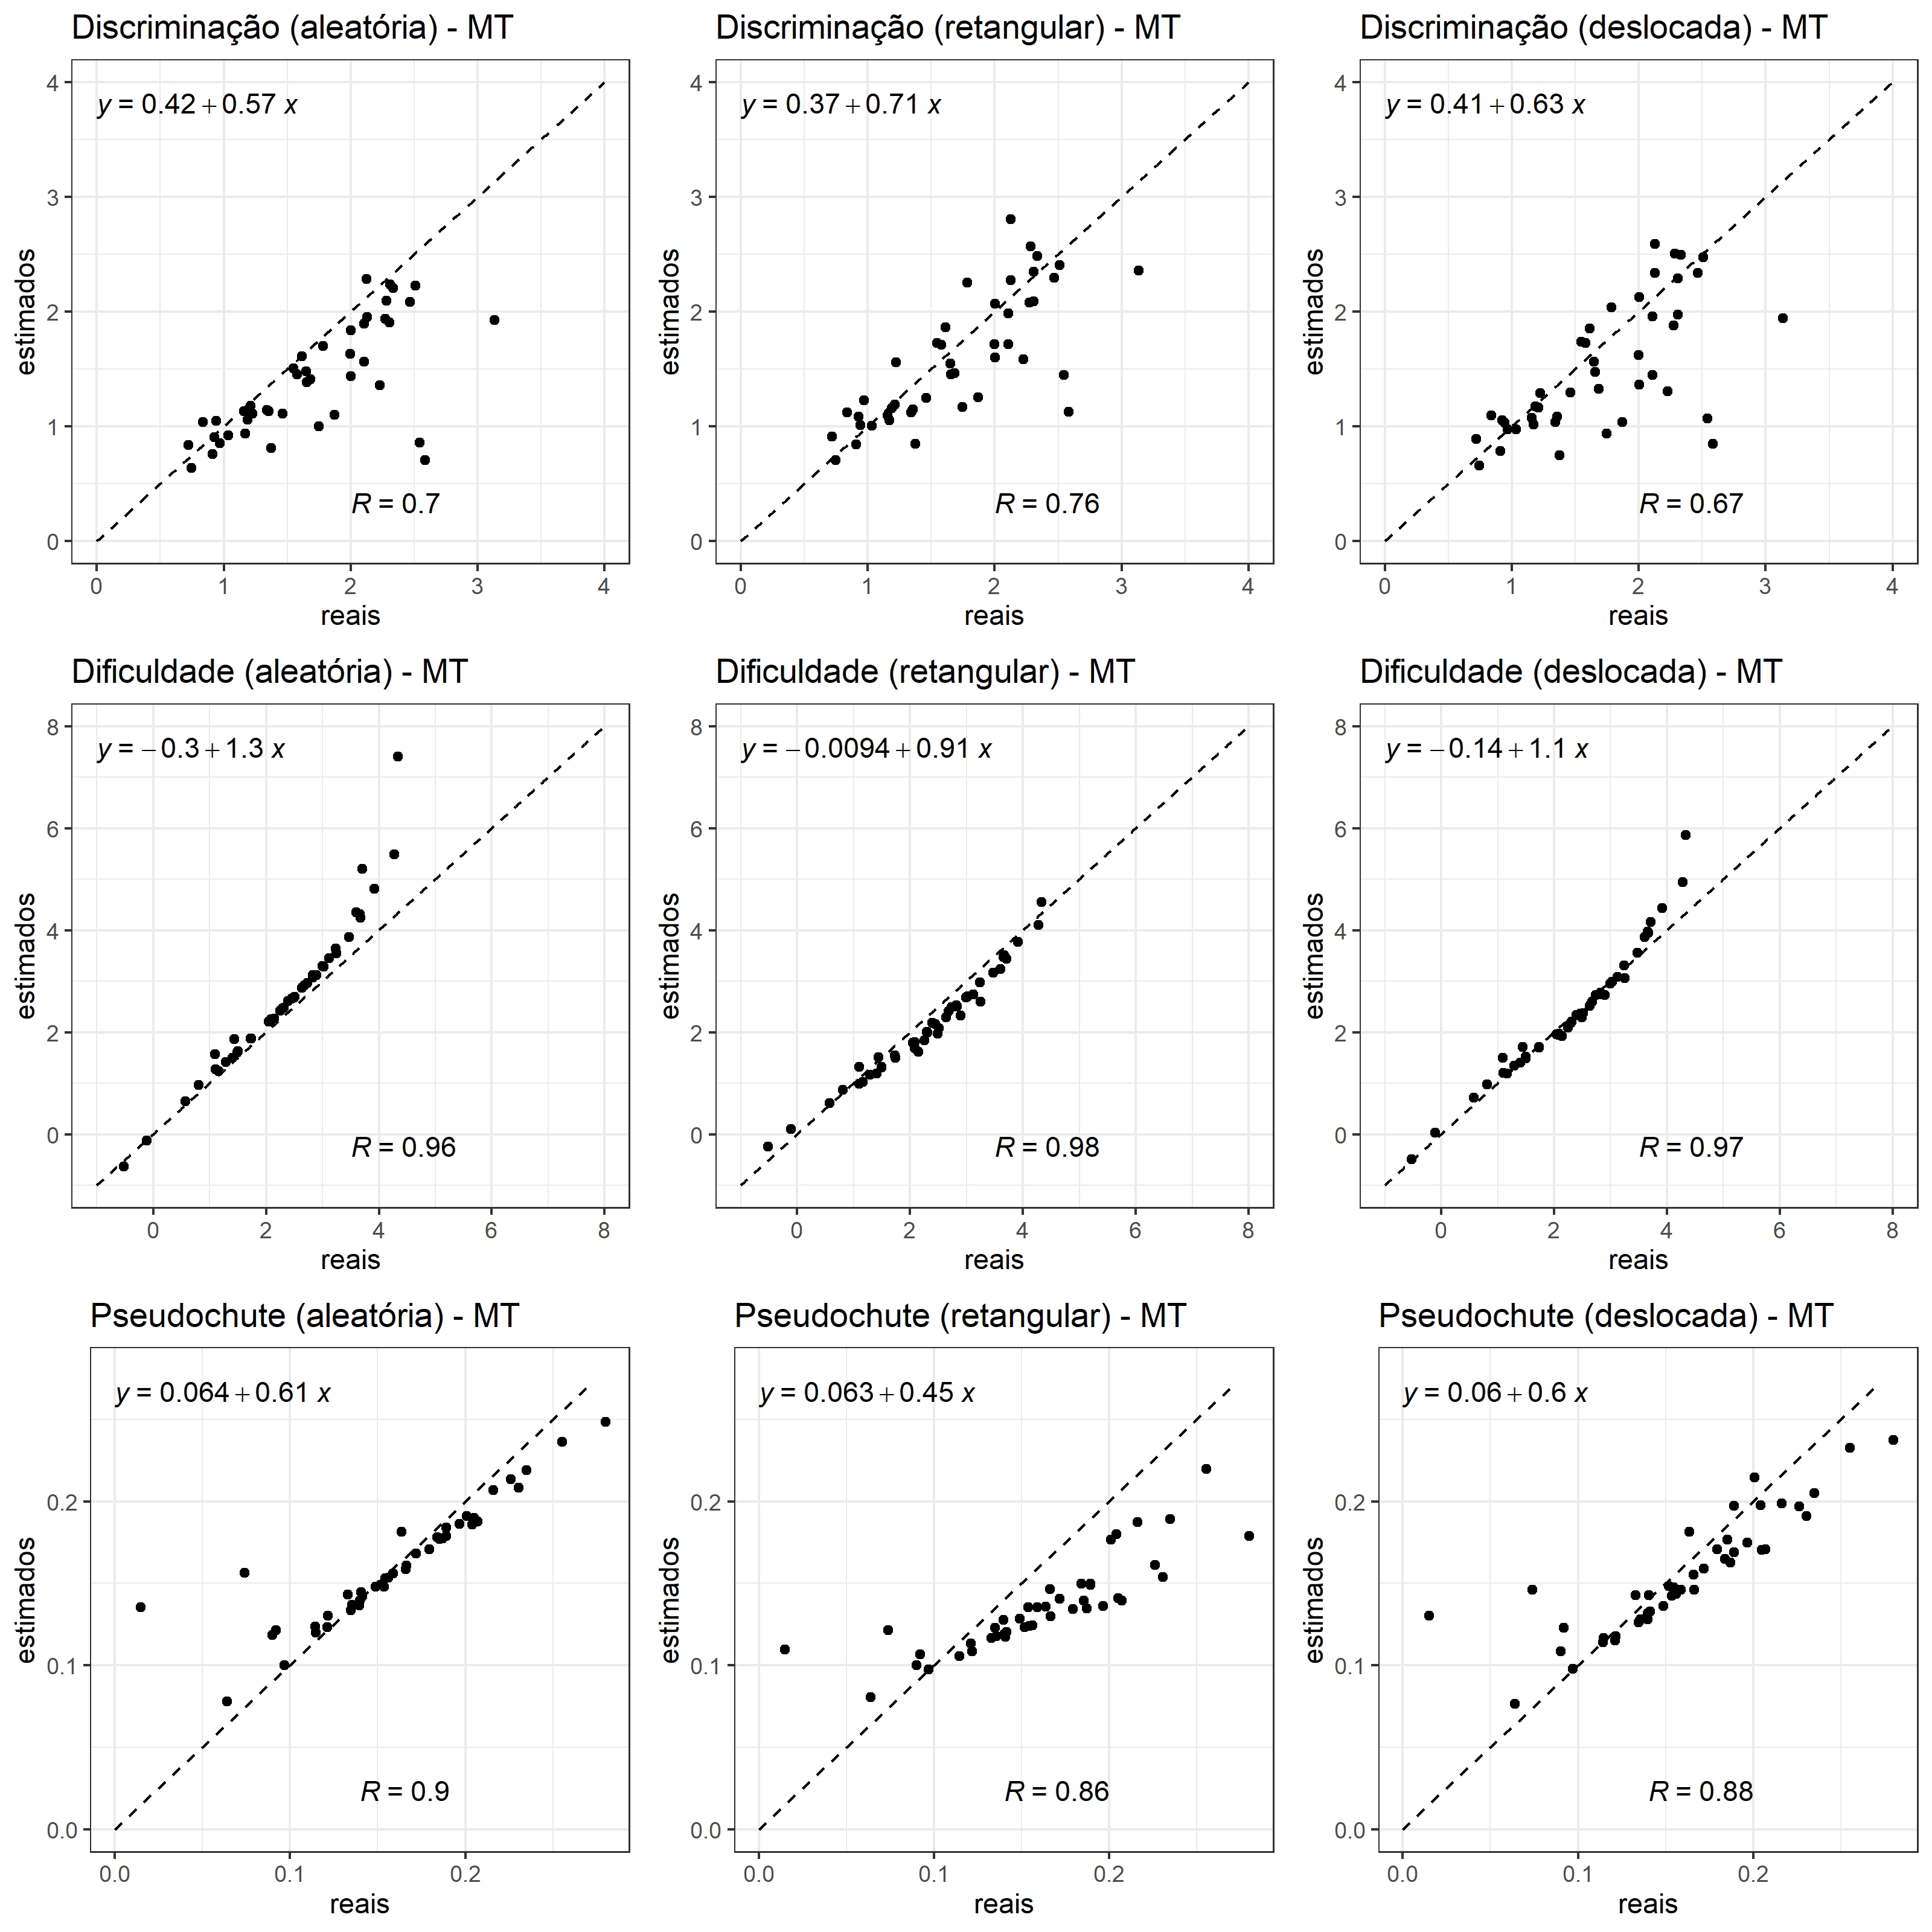 Discriminação (aleatória) - MT
y = 0.42 + 0.57 x
R = 0.7
4
3
2
1
0
estimados
0 1 2 3 4
reais
Discriminação (retangular) - MT
y = 0.37 + 0.71 x
R = 0.76
4
3
2
1
0
estimados
0 1 2 3 4
reais
Discriminação (deslocada) - MT
y = 0.41 + 0.63 x
R = 0.67
4
3
2
1
0
estimados
0 1 2 3 4
reais
Dificuldade (aleatória) - MT
y = −0.3 + 1.3 x
R = 0.96
8
6
4
2
0
estimados
0 2 4 6 8
reais
Dificuldade (retangular) - MT
y = −0.0094 + 0.91 x
R = 0.98
8
6
4
2
0
estimados
0 2 4 6 8
reais
Dificuldade (deslocada) - MT
y = −0.14 + 1.1 x
R = 0.97
8
6
4
2
0
estimados
0 2 4 6 8
reais
Pseudochute (aleatória) - MT
y = 0.064 + 0.61 x
R = 0.9
0.2
0.1
0.0
estimados
0.0 0.1 0.2
reais
Pseudochute (retangular) - MT
y = 0.063 + 0.45 x
R = 0.86
0.2
0.1
0.0
estimados
0.0 0.1 0.2
reais
Pseudochute (deslocada) - MT
y = 0.06 + 0.6 x
R = 0.88
0.2
0.1
0.0
estimados
0.0 0.1 0.2
reais